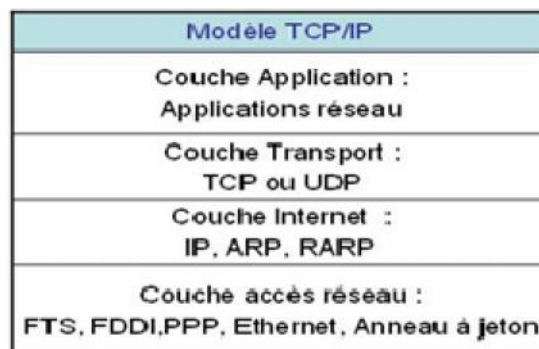 Modèle TCP/IP
Couche Application :
Applications réseau
Couche Transport :
TCP ou UDP
Couche Internet :
IP, ARP, RARP
Couche accès réseau :
FTS, FDDI,PPP, Ethernet, Anneau à jeton